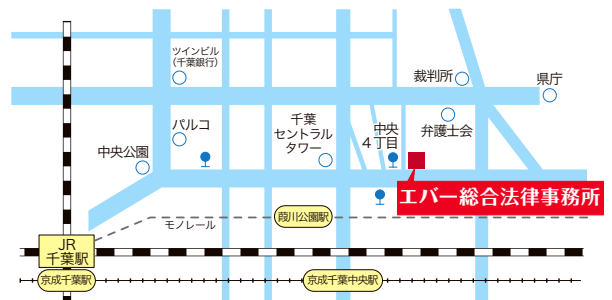 ツインビル
(千葉銀行)
裁判所
県庁
パルコ
千葉
セントラル
タワー
中央
4丁目
弁護士会
中央公園
エバー総合法律事務所
モノレール
葭川公園駅
JR
千葉駅
京成千葉駅
京成千葉中央駅